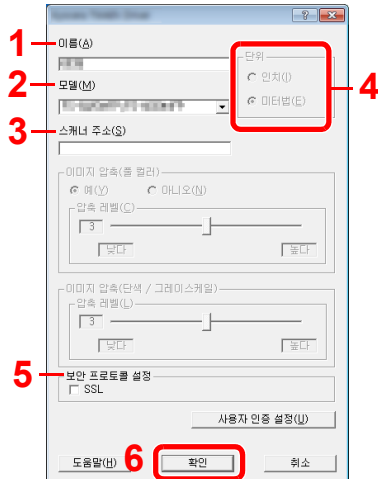 1 이름(A)
단위
인치(I)
미터법(E)
4
2 모델(M)
3 스캐너 주소(S)
이미지 압축(풀 컬러)
예(Y) 아니오(N)
압축 레벨(C)
3
낮다 높다
이미지 압축(단색 / 그레이스케일)
압축 레벨(L)
3
낮다 높다
5 보안 프로토콜 설정
SSL
사용자 인증 설정(U)
도움말(H) 6 확인 취소